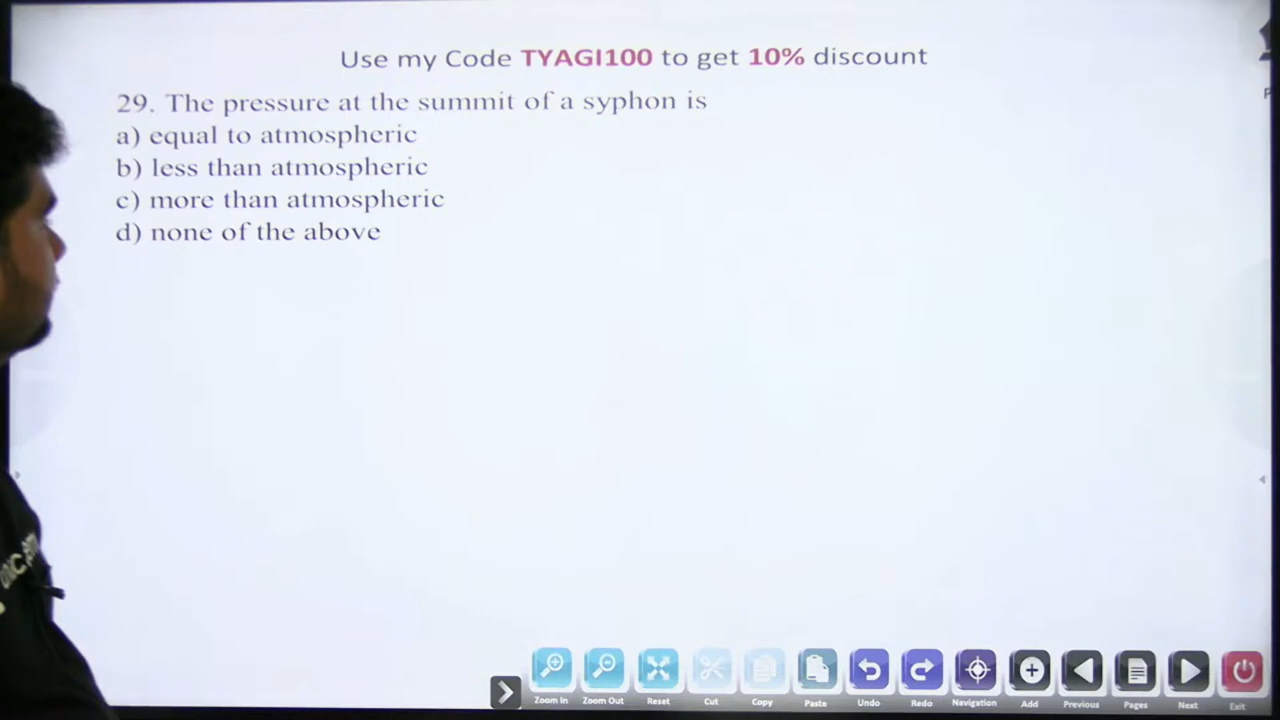 Use my Code TYAGI100 to get 10% discount
29. The pressure at the summit of a syphon is
a) equal to atmospheric
b) less than atmospheric
c) more than atmospheric
d) none of the above
Zoom In Zoom Out Reset Cut Copy Paste Undo Redo Navigation Add Previous Pages Next Exit